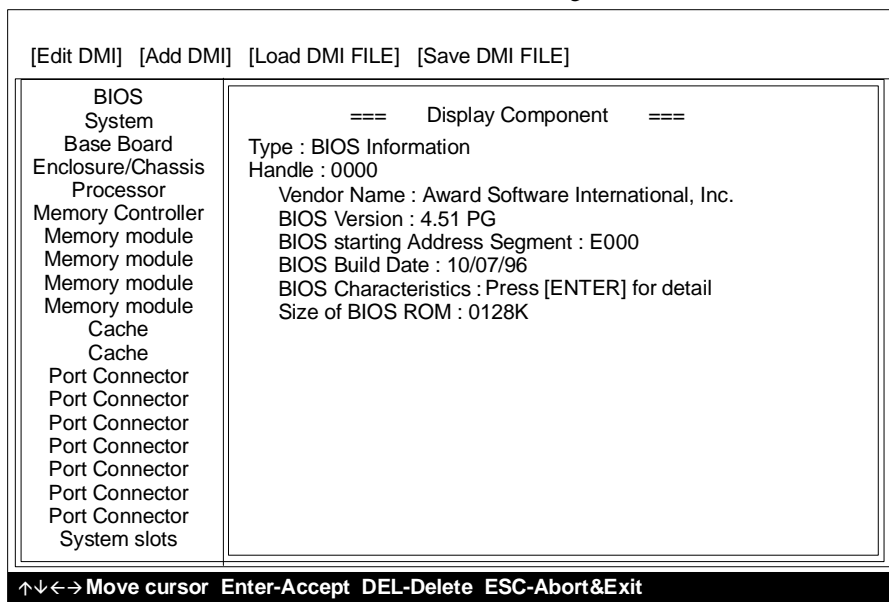 [Edit DMI] [Add DMI] [Load DMI FILE] [Save DMI FILE]
BIOS
System
Base Board
Enclosure/Chassis
Processor
Memory Controller
Memory module
Memory module
Memory module
Memory module
Cache
Cache
Port Connector
Port Connector
Port Connector
Port Connector
Port Connector
Port Connector
Port Connector
System slots
=== Display Component ===
Type : BIOS Information
Handle : 0000
Vendor Name : Award Software International, Inc.
BIOS Version : 4.51 PG
BIOS starting Address Segment : E000
BIOS Build Date : 10/07/96
BIOS Characteristics : Press [ENTER] for detail
Size of BIOS ROM : 0128K
↑↓←→ Move cursor Enter-Accept DEL-Delete ESC-Abort&Exit